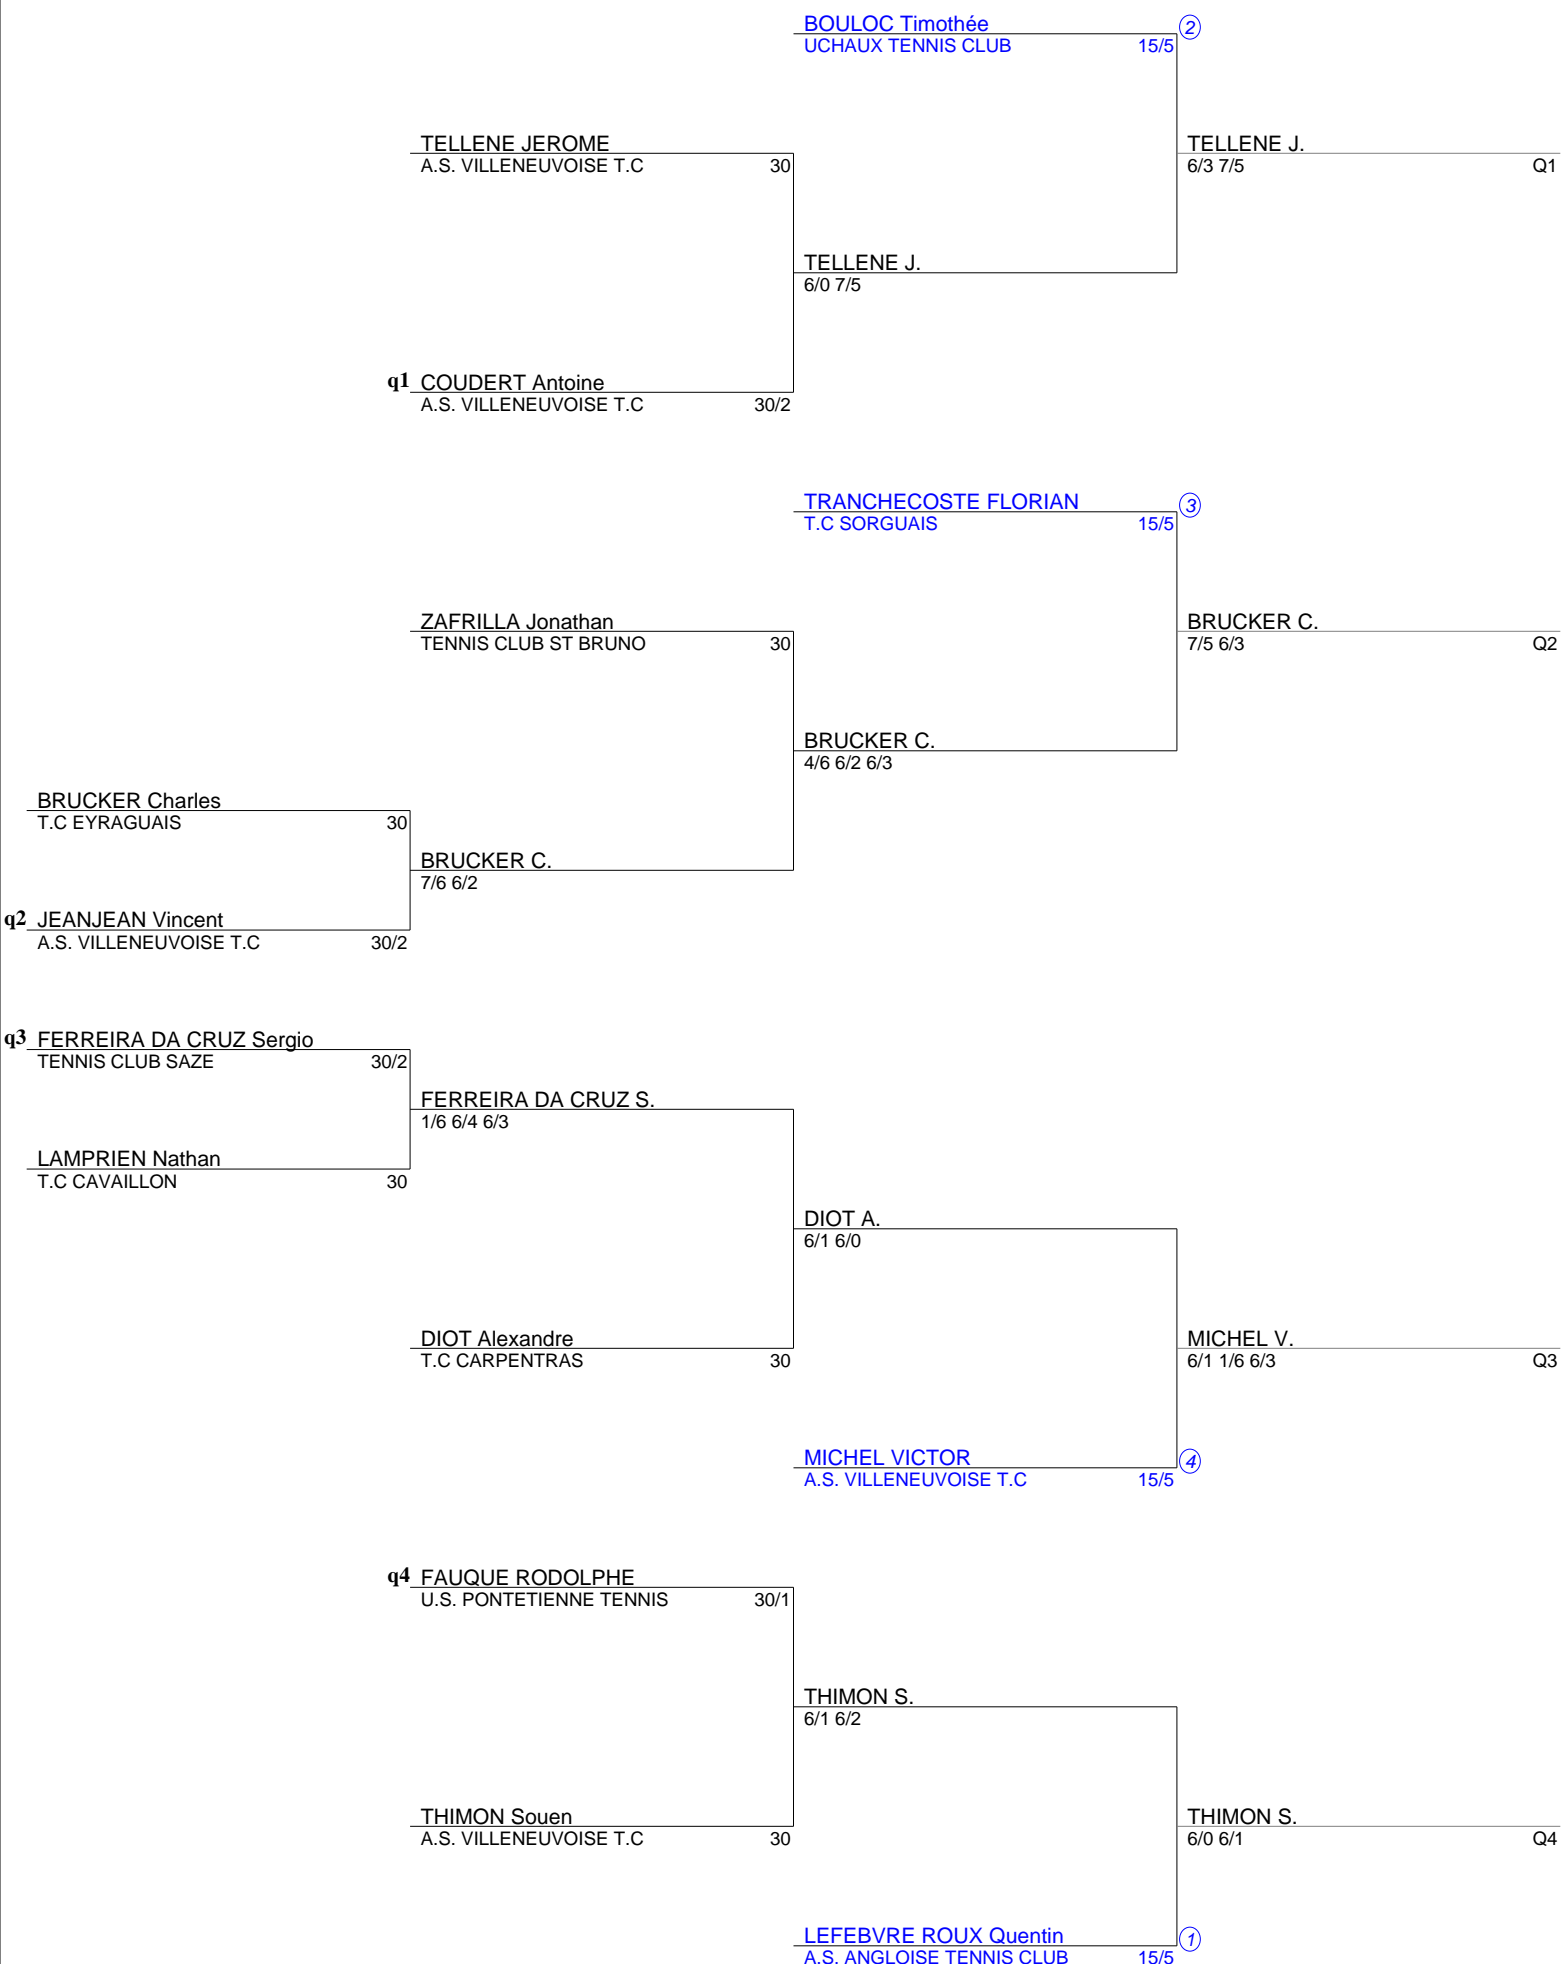 BOULOC Timothée 2
UCHAUX TENNIS CLUB 15/5
TELLENE JEROME
A.S. VILLENEUVOISE T.C 30
TELLENE J.
6/3 7/5 Q1
TELLENE J.
6/0 7/5
q1 COUDERT Antoine
A.S. VILLENEUVOISE T.C 30/2
TRANCHECOSTE FLORIAN 3
T.C SORGUAIS 15/5
ZAFRILLA Jonathan
TENNIS CLUB ST BRUNO 30
BRUCKER C.
7/5 6/3 Q2
BRUCKER C.
4/6 6/2 6/3
BRUCKER Charles
T.C EYRAGUAIS 30
BRUCKER C.
7/6 6/2
q2 JEANJEAN Vincent
A.S. VILLENEUVOISE T.C 30/2
q3 FERREIRA DA CRUZ Sergio
TENNIS CLUB SAZE 30/2
FERREIRA DA CRUZ S.
1/6 6/4 6/3
LAMPRIEN Nathan
T.C CAVAILLON 30
DIOT A.
6/1 6/0
DIOT Alexandre
T.C CARPENTRAS 30
MICHEL V.
6/1 1/6 6/3 Q3
MICHEL VICTOR 4
A.S. VILLENEUVOISE T.C 15/5
q4 FAUQUE RODOLPHE
U.S. PONTETIENNE TENNIS 30/1
THIMON S.
6/1 6/2
THIMON Souen
A.S. VILLENEUVOISE T.C 30
THIMON S.
6/0 6/1 Q4
LEFEBVRE ROUX Quentin 1
A.S. ANGLOISE TENNIS CLUB 15/5